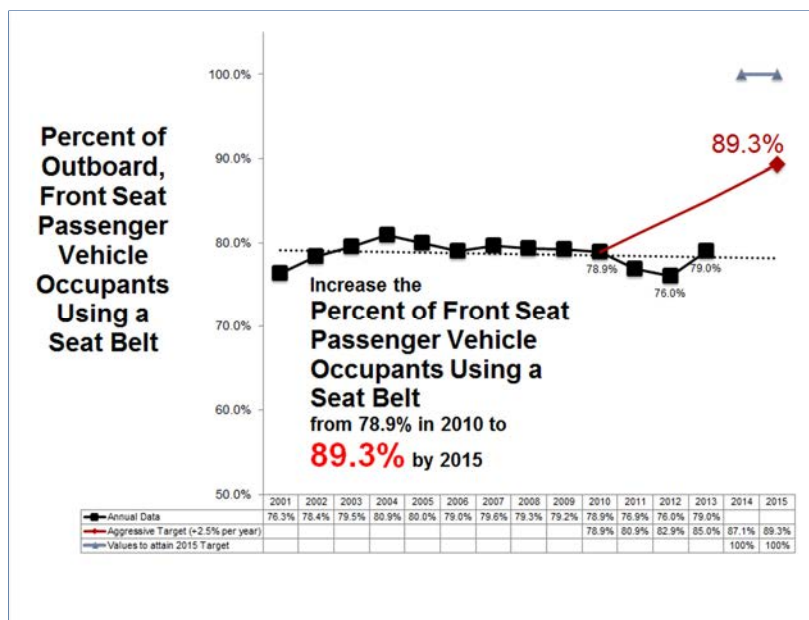 Percent of
Outboard,
Front Seat
Passenger
Vehicle
Occupants
Using a
Seat Belt
100.0%
90.0%
80.0%
70.0%
60.0%
50.0%
89.3%
78.9%
76.0%
79.0%
Increase the
Percent of Front Seat
Passenger Vehicle
Occupants Using a
Seat Belt
from 78.9% in 2010 to
89.3% by 2015
2001 2002 2003 2004 2005 2006 2007 2008 2009 2010 2011 2012 2013 2014 2015
Annual Data 76.3% 78.4% 79.5% 80.9% 80.0% 79.0% 79.6% 79.3% 79.2% 78.9% 76.9% 76.0% 79.0%
Aggressive Target (+2.5% per year) 78.9% 80.9% 82.9% 85.0% 87.1% 89.3%
Values to attain 2015 Target 100% 100%